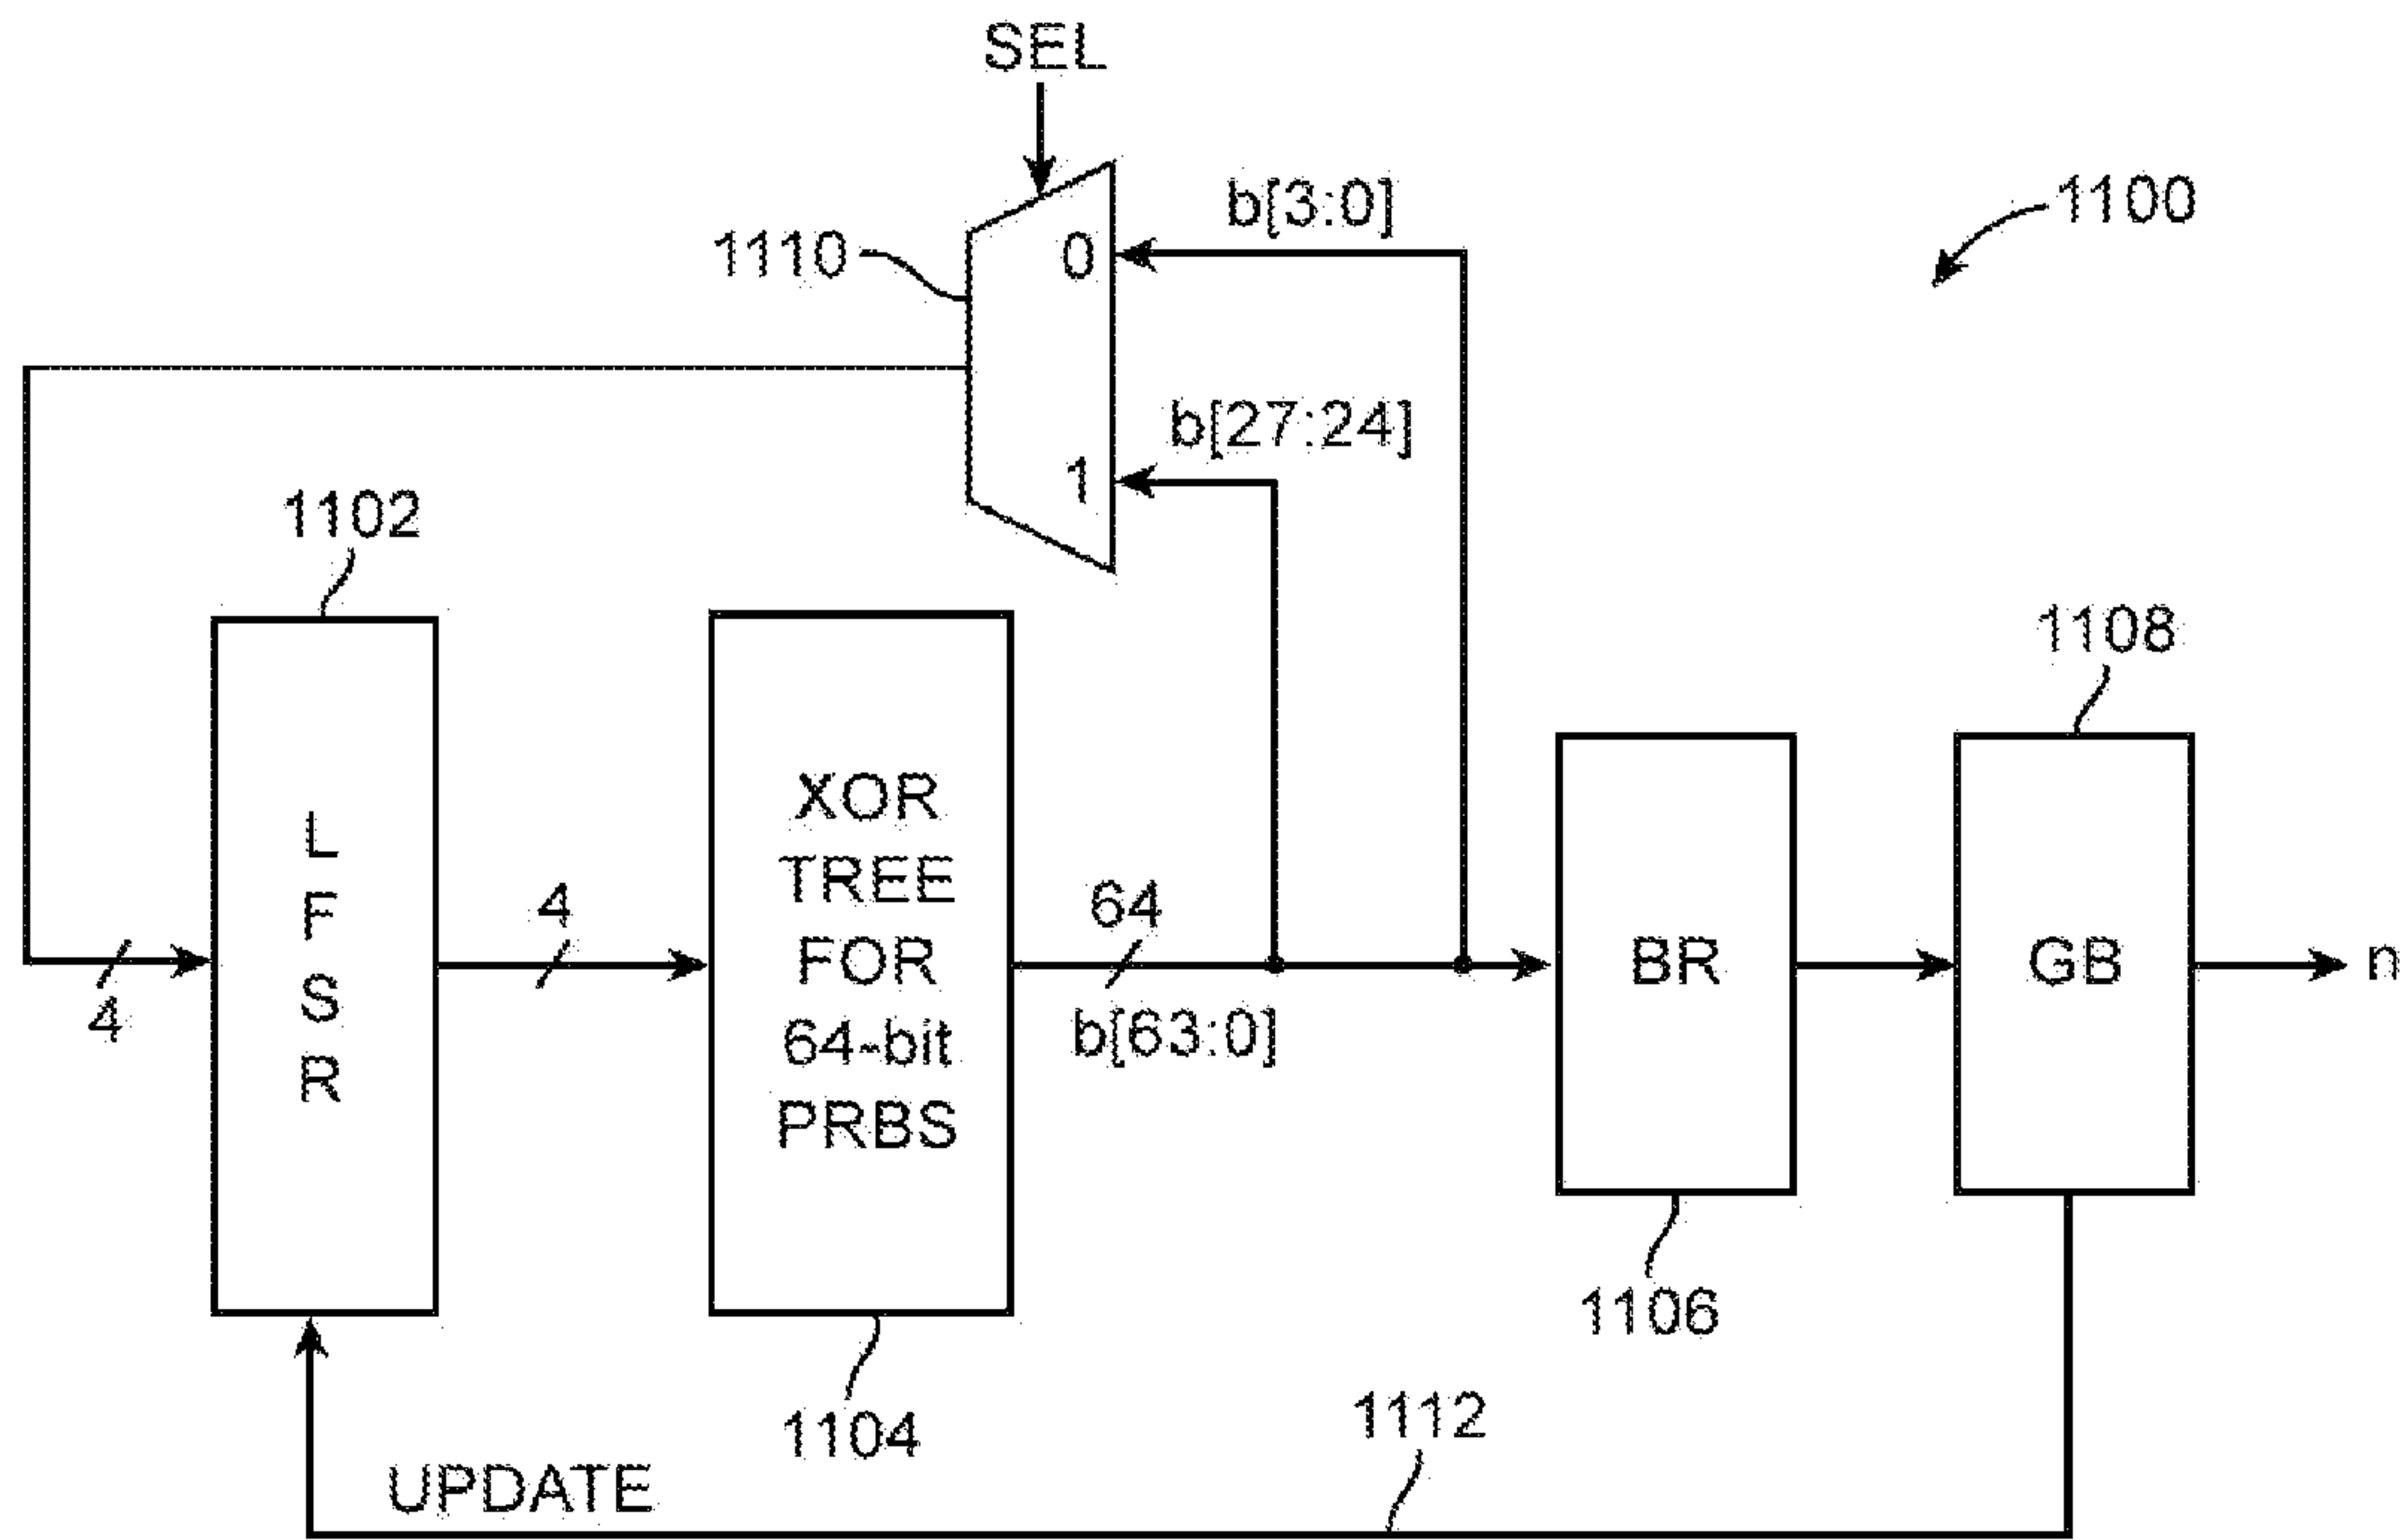 SEL
b[3:0]
1100
1110
0
b[27:24]
1
1102
1108
L
F
S
R
4
4
XOR
TREE
FOR
64-bit
PRBS
64
b[63:0]
BR
GB
n
1106
1104
1112
UPDATE